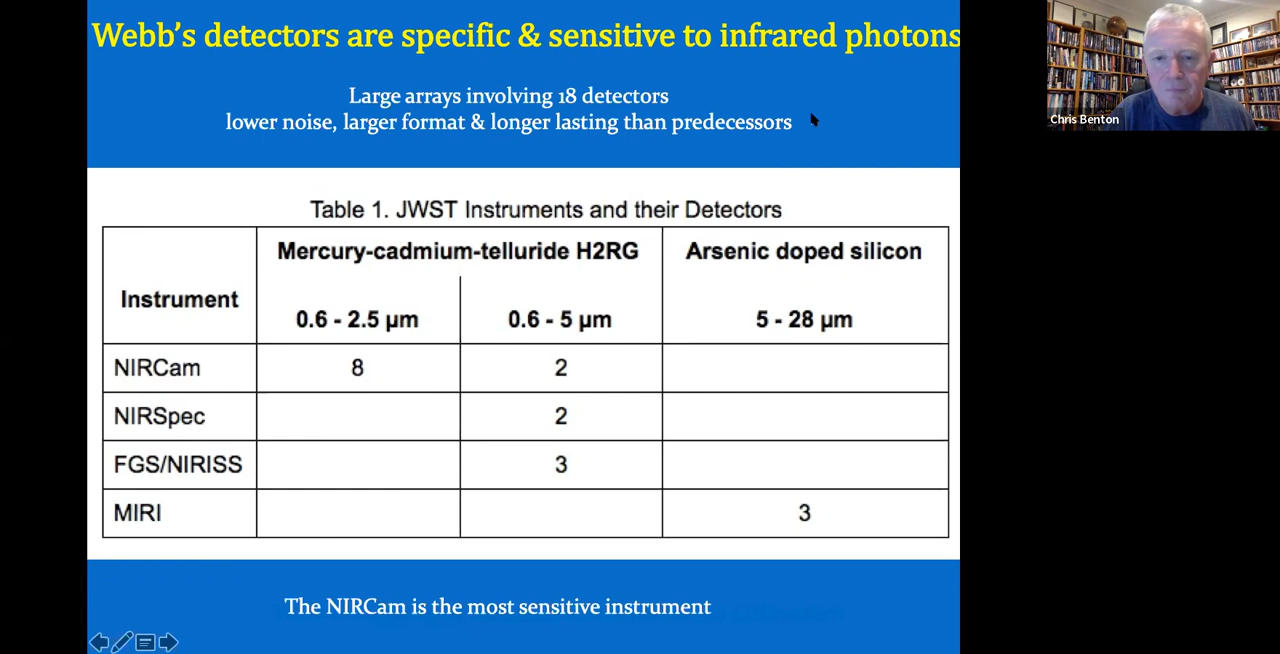 Webb's detectors are specific & sensitive to infrared photons
Large arrays involving 18 detectors
lower noise, larger format & longer lasting than predecessors
Chris Benton
Table 1. JWST Instruments and their Detectors
Instrument
Mercury-cadmium-telluride H2RG
Arsenic doped silicon
0.6 - 2.5 µm
0.6 - 5 µm
5 - 28 µm
NIRCam 8 2
NIRSpec 2
FGS/NIRISS 3
MIRI 3
The NIRCam is the most sensitive instrument